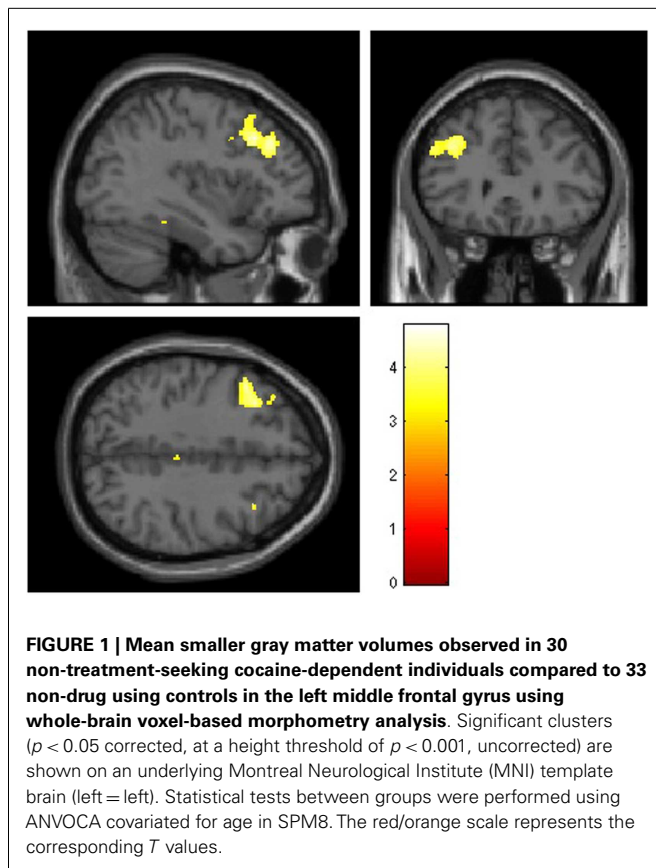 4
3
2
1
0
FIGURE 1 | Mean smaller gray matter volumes observed in 30
non-treatment-seeking cocaine-dependent individuals compared to 33
non-drug using controls in the left middle frontal gyrus using
whole-brain voxel-based morphometry analysis. Significant clusters
(p < 0.05 corrected, at a height threshold of p < 0.001, uncorrected) are
shown on an underlying Montreal Neurological Institute (MNI) template
brain (left = left). Statistical tests between groups were performed using
ANVOCA covariated for age in SPM8. The red/orange scale represents the
corresponding T values.